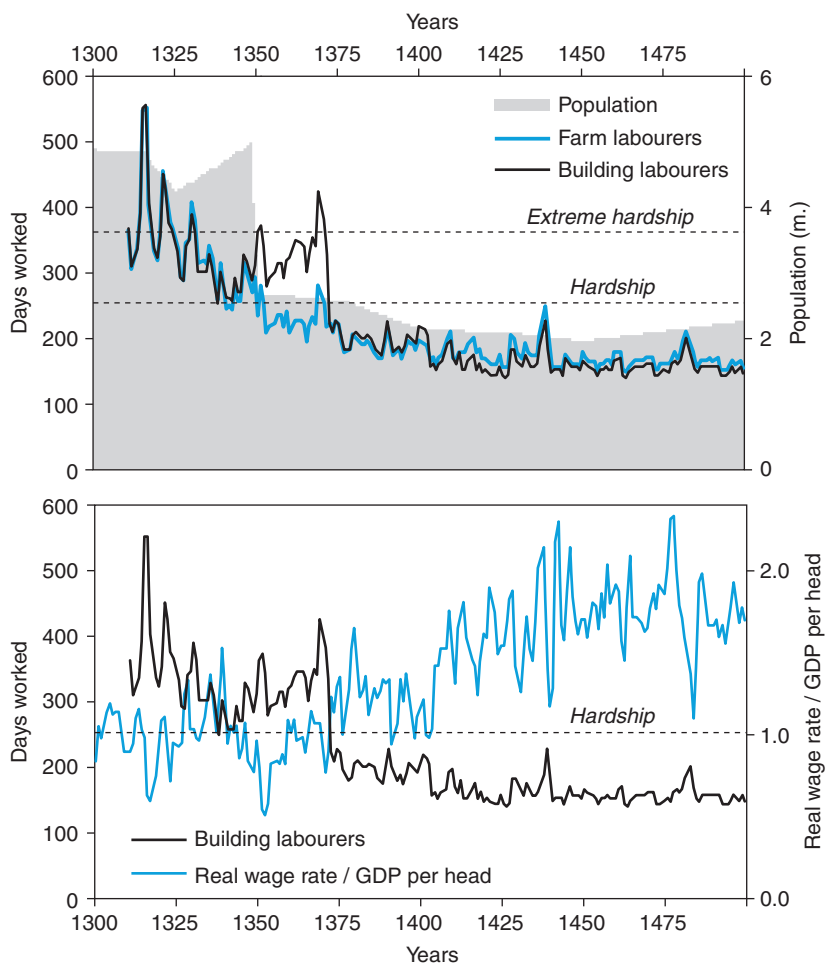 Years
1300 1325 1350 1375 1400 1425 1450 1475
600 6
Population
Farm labourers
Building labourers
500
400 4
Extreme hardship
300
Hardship
200 2
100
0 0
Days worked
Population (m.)
600
500 2.0
400
300
Hardship
1.0
200
100
Building labourers
Real wage rate / GDP per head
0 0.0
Days worked
Real wage rate / GDP per head
1300 1325 1350 1375 1400 1425 1450 1475
Years